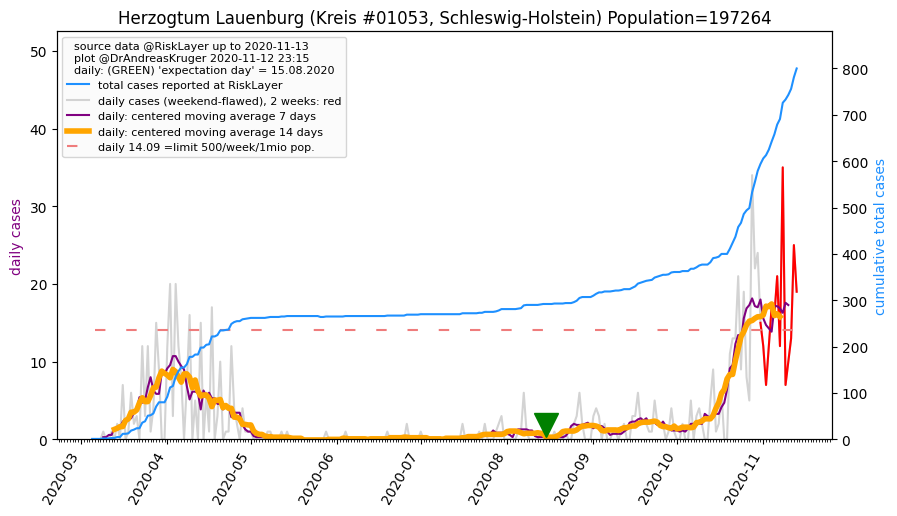 Herzogtum Lauenburg (Kreis #01053, Schleswig-Holstein) Population=197264
source data @RiskLayer up to 2020-11-13
plot @DrAndreasKruger 2020-11-12 23:15
daily: (GREEN) 'expectation day' = 15.08.2020
total cases reported at RiskLayer
daily cases (weekend-flawed), 2 weeks: red
daily: centered moving average 7 days
daily: centered moving average 14 days
daily 14.09 =limit 500/week/1mio pop.
daily cases
50
40
30
20
10
0
cumulative total cases
800
700
600
500
400
300
200
100
0
2020-03
2020-04
2020-05
2020-06
2020-07
2020-08
2020-09
2020-10
2020-11